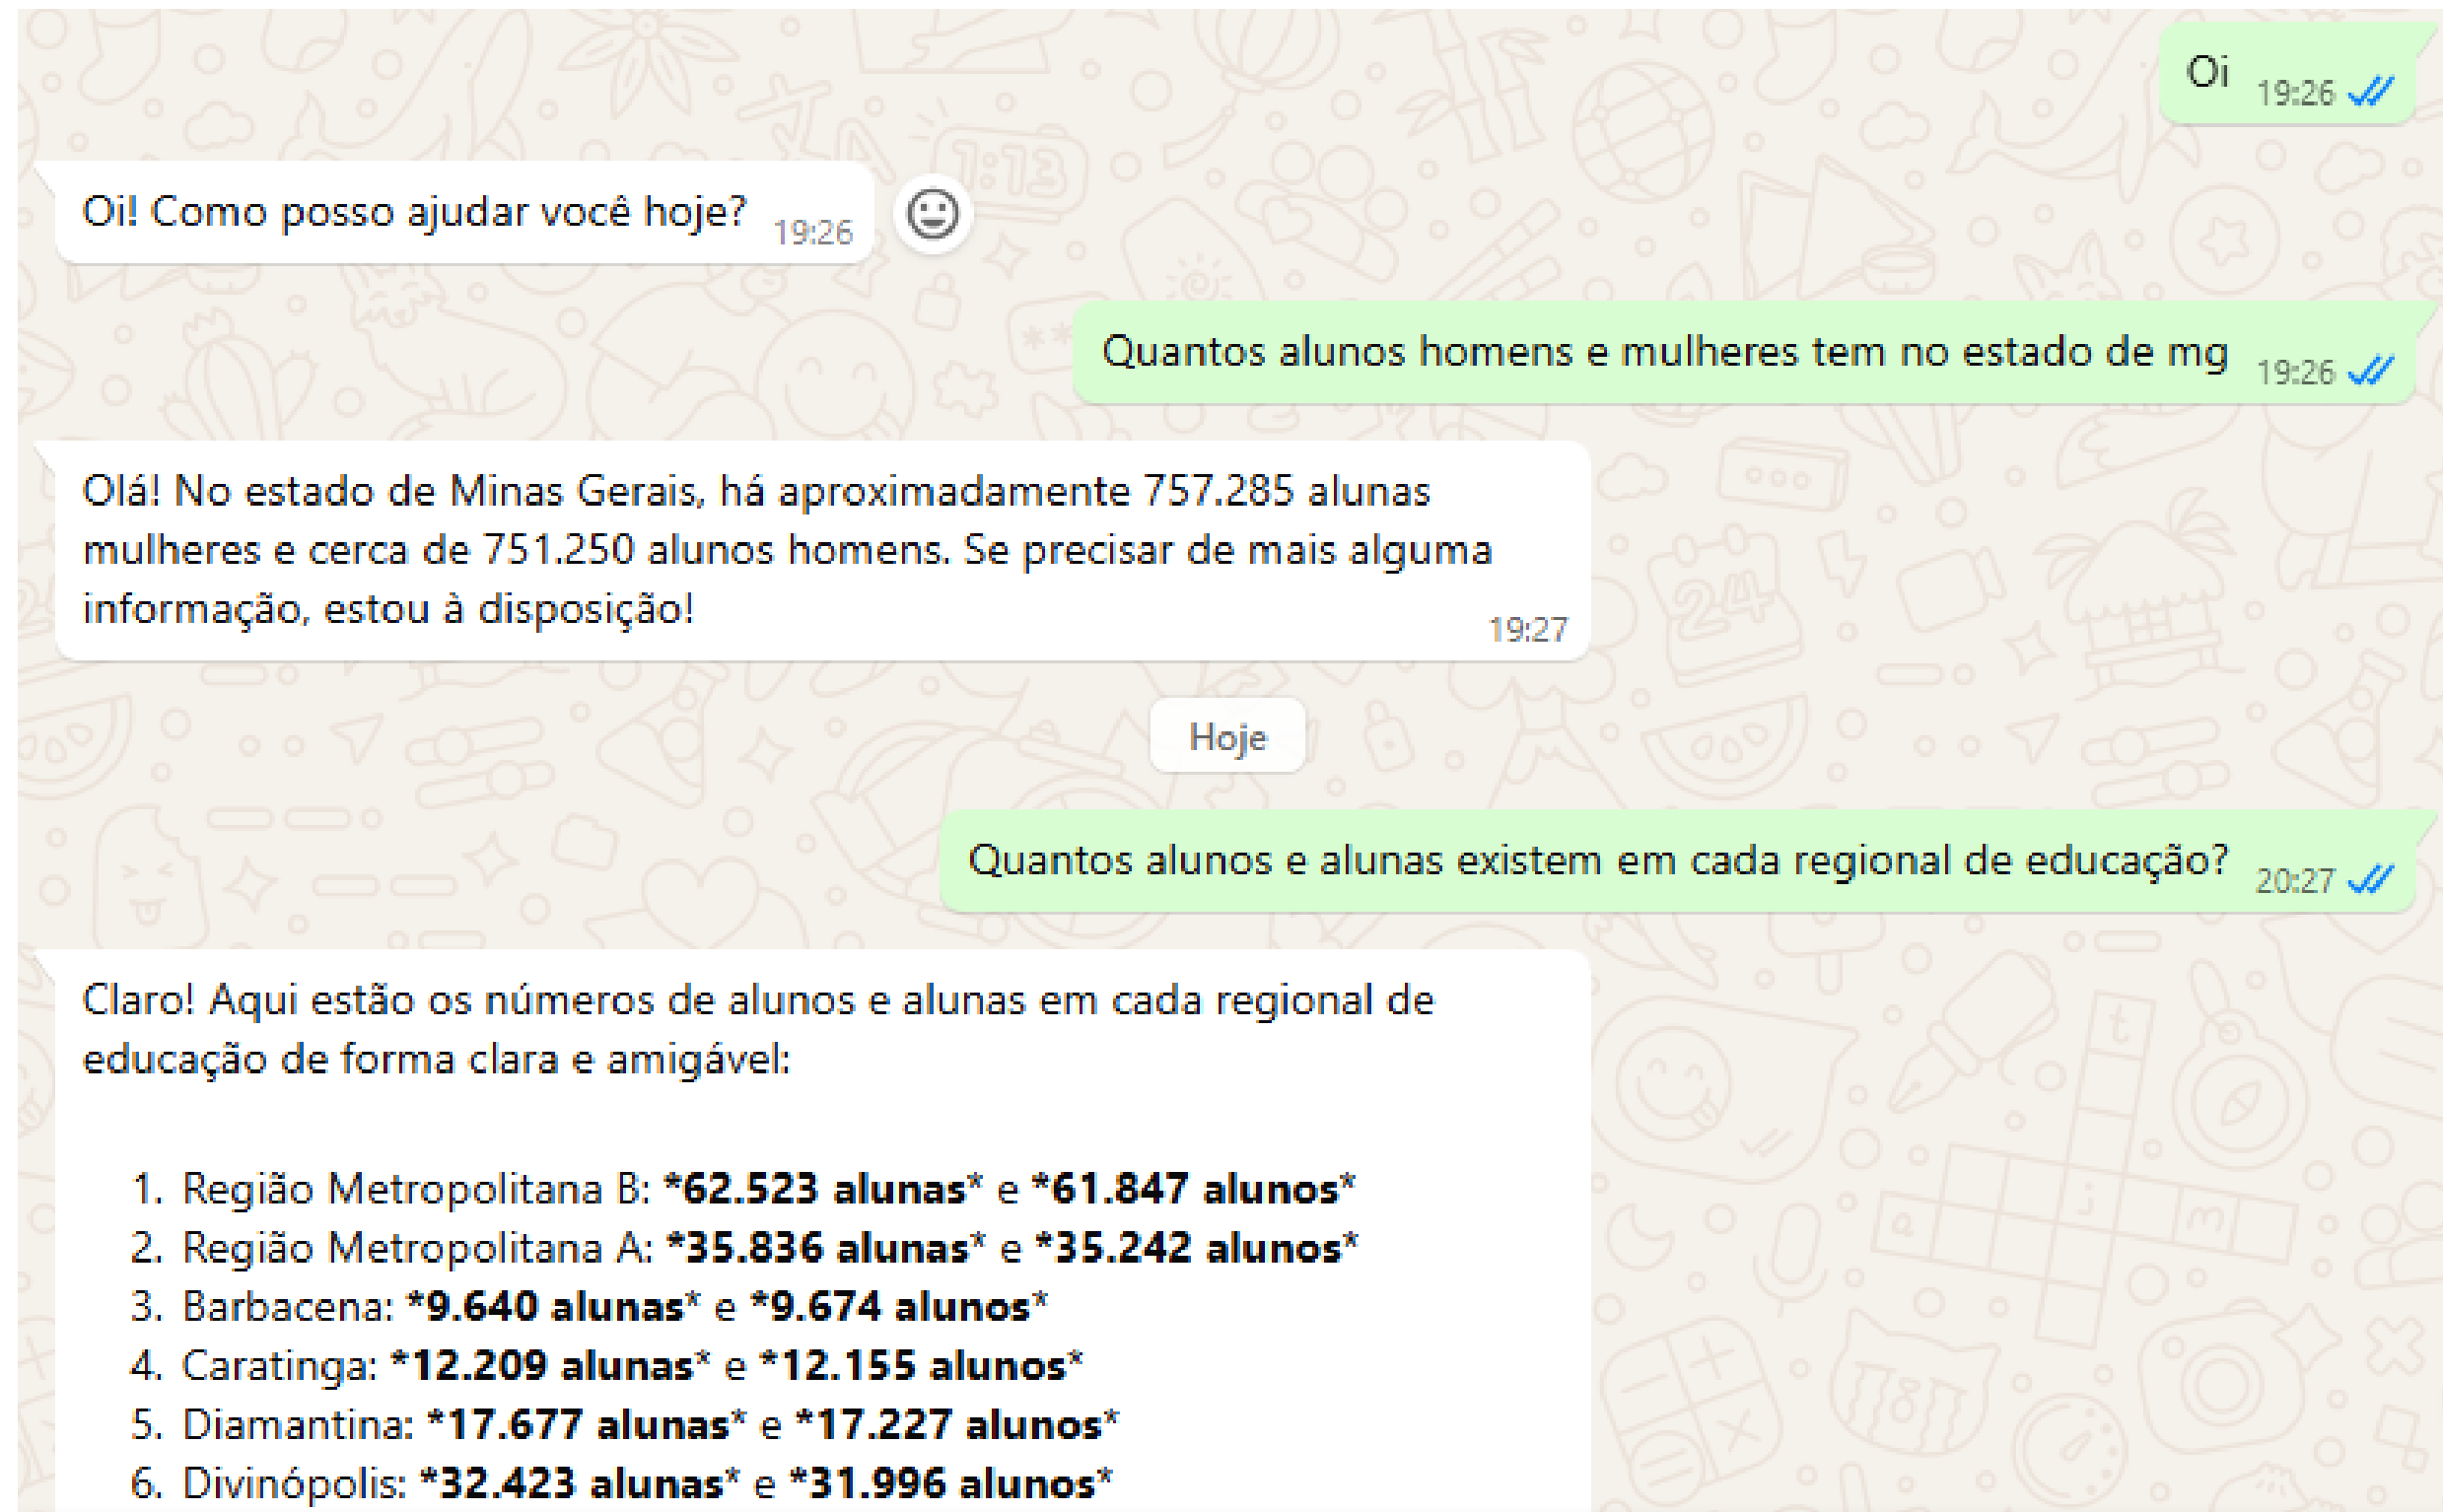 Oi 19:26
Oi! Como posso ajudar você hoje? 19:26
Quantos alunos homens e mulheres tem no estado de mg 19:26
Olá! No estado de Minas Gerais, há aproximadamente 757.285 alunas
mulheres e cerca de 751.250 alunos homens. Se precisar de mais alguma
informação, estou à disposição! 19:27
Hoje
Quantos alunos e alunas existem em cada regional de educação? 20:27
Claro! Aqui estão os números de alunos e alunas em cada regional de
educação de forma clara e amigável:
1. Região Metropolitana B: *62.523 alunas* e *61.847 alunos*
2. Região Metropolitana A: *35.836 alunas* e *35.242 alunos*
3. Barbacena: *9.640 alunas* e *9.674 alunos*
4. Caratinga: *12.209 alunas* e *12.155 alunos*
5. Diamantina: *17.677 alunas* e *17.227 alunos*
6. Divinópolis: *32.423 alunas* e *31.996 alunos*